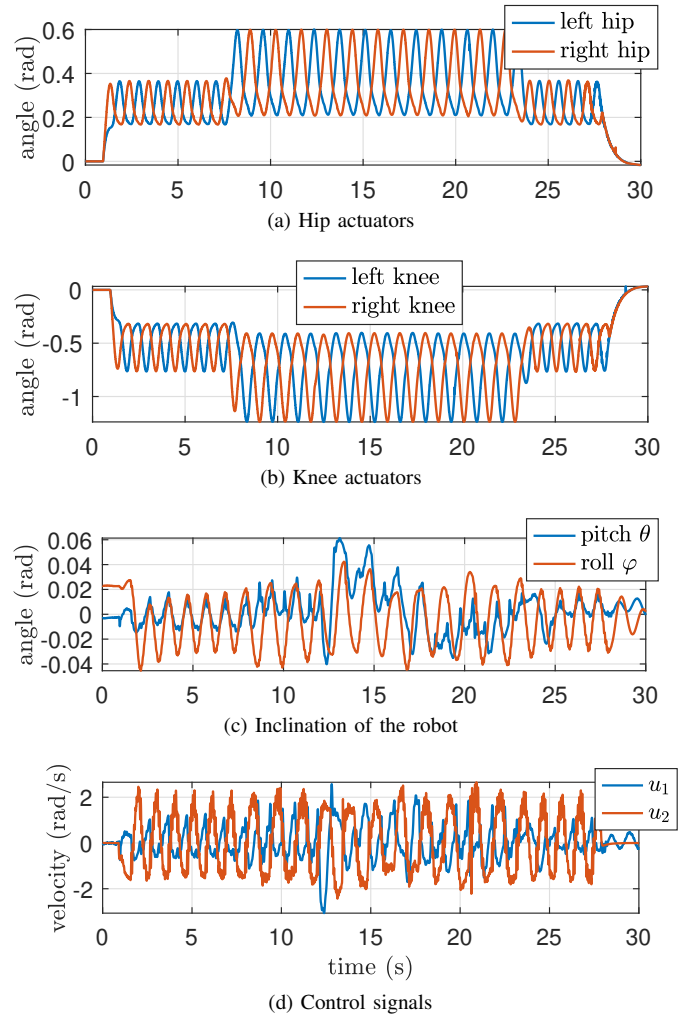 0.6
0.4
0.2
0
angle (rad)
left hip
right hip
0 5 10 15 20 25 30
(a) Hip actuators
0
-0.5
-1
angle (rad)
left knee
right knee
0 5 10 15 20 25 30
(b) Knee actuators
0.06
0.04
0.02
0
-0.02
-0.04
angle (rad)
pitch θ
roll φ
0 5 10 15 20 25 30
(c) Inclination of the robot
2
0
-2
velocity (rad/s)
u₁
u₂
0 5 10 15 20 25 30
time (s)
(d) Control signals